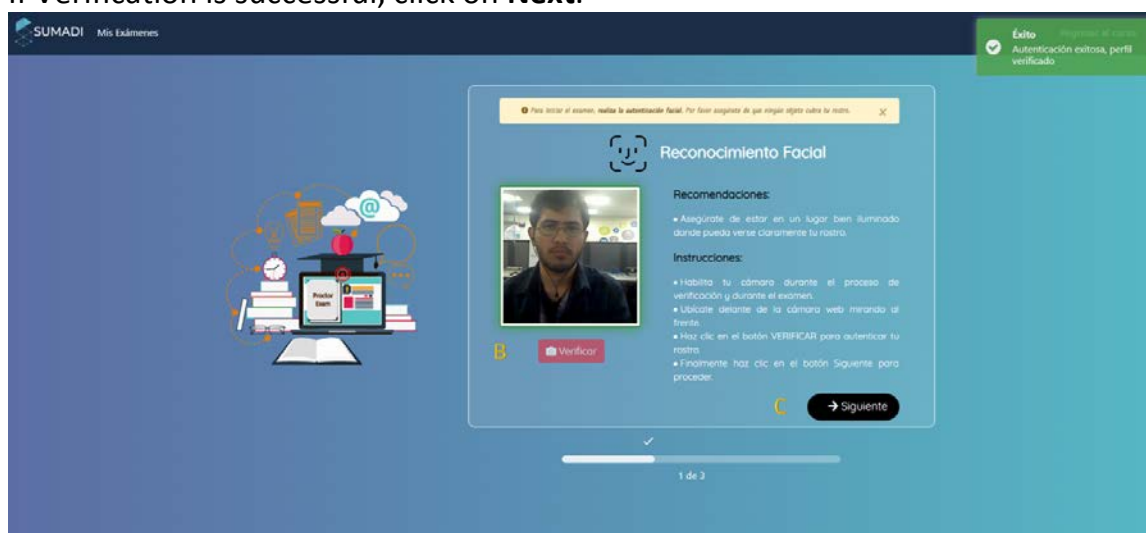 If Verification is successful, click on Next.
SUMADI Mis Exámenes
Regresar al curso
Éxito
Autenticación exitosa, perfil
verificado
Para iniciar el examen, realiza la autenticación facial. Por favor asegúrate de que ningún objeto cubra tu rostro.
Reconocimiento Facial
Recomendaciones:
• Asegúrate de estar en un lugar bien iluminado
donde pueda verse claramente tu rostro.
Instrucciones:
• Habilita tu cámara durante el proceso de
verificación y durante el examen.
• Ubícate delante de la cámara web mirando al
frente.
• Haz clic en el botón VERIFICAR para autenticar tu
rostro.
• Finalmente haz clic en el botón Siguiente para
proceder.
Proctor
Exam
@
B
Verificar
C
→ Siguiente
1 de 3